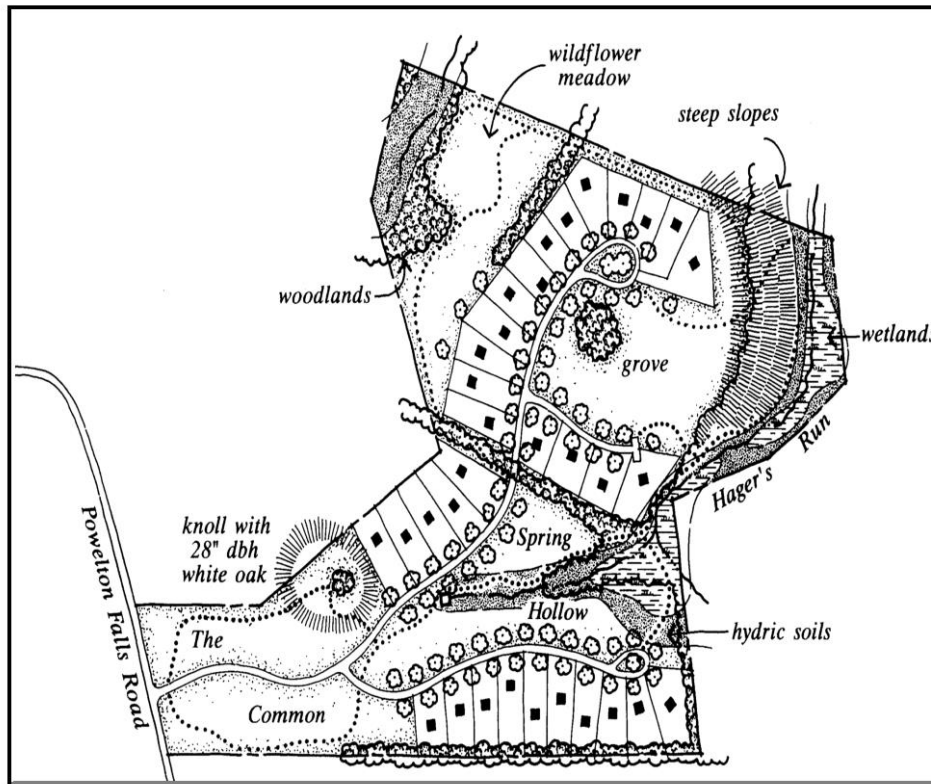 wildflower
meadow
steep slopes
woodlands
wetlands
grove
Hager's Run
knoll with
28" dbh
white oak
Spring
Hollow
The
Common
hydric soils
Powelton Falls Road